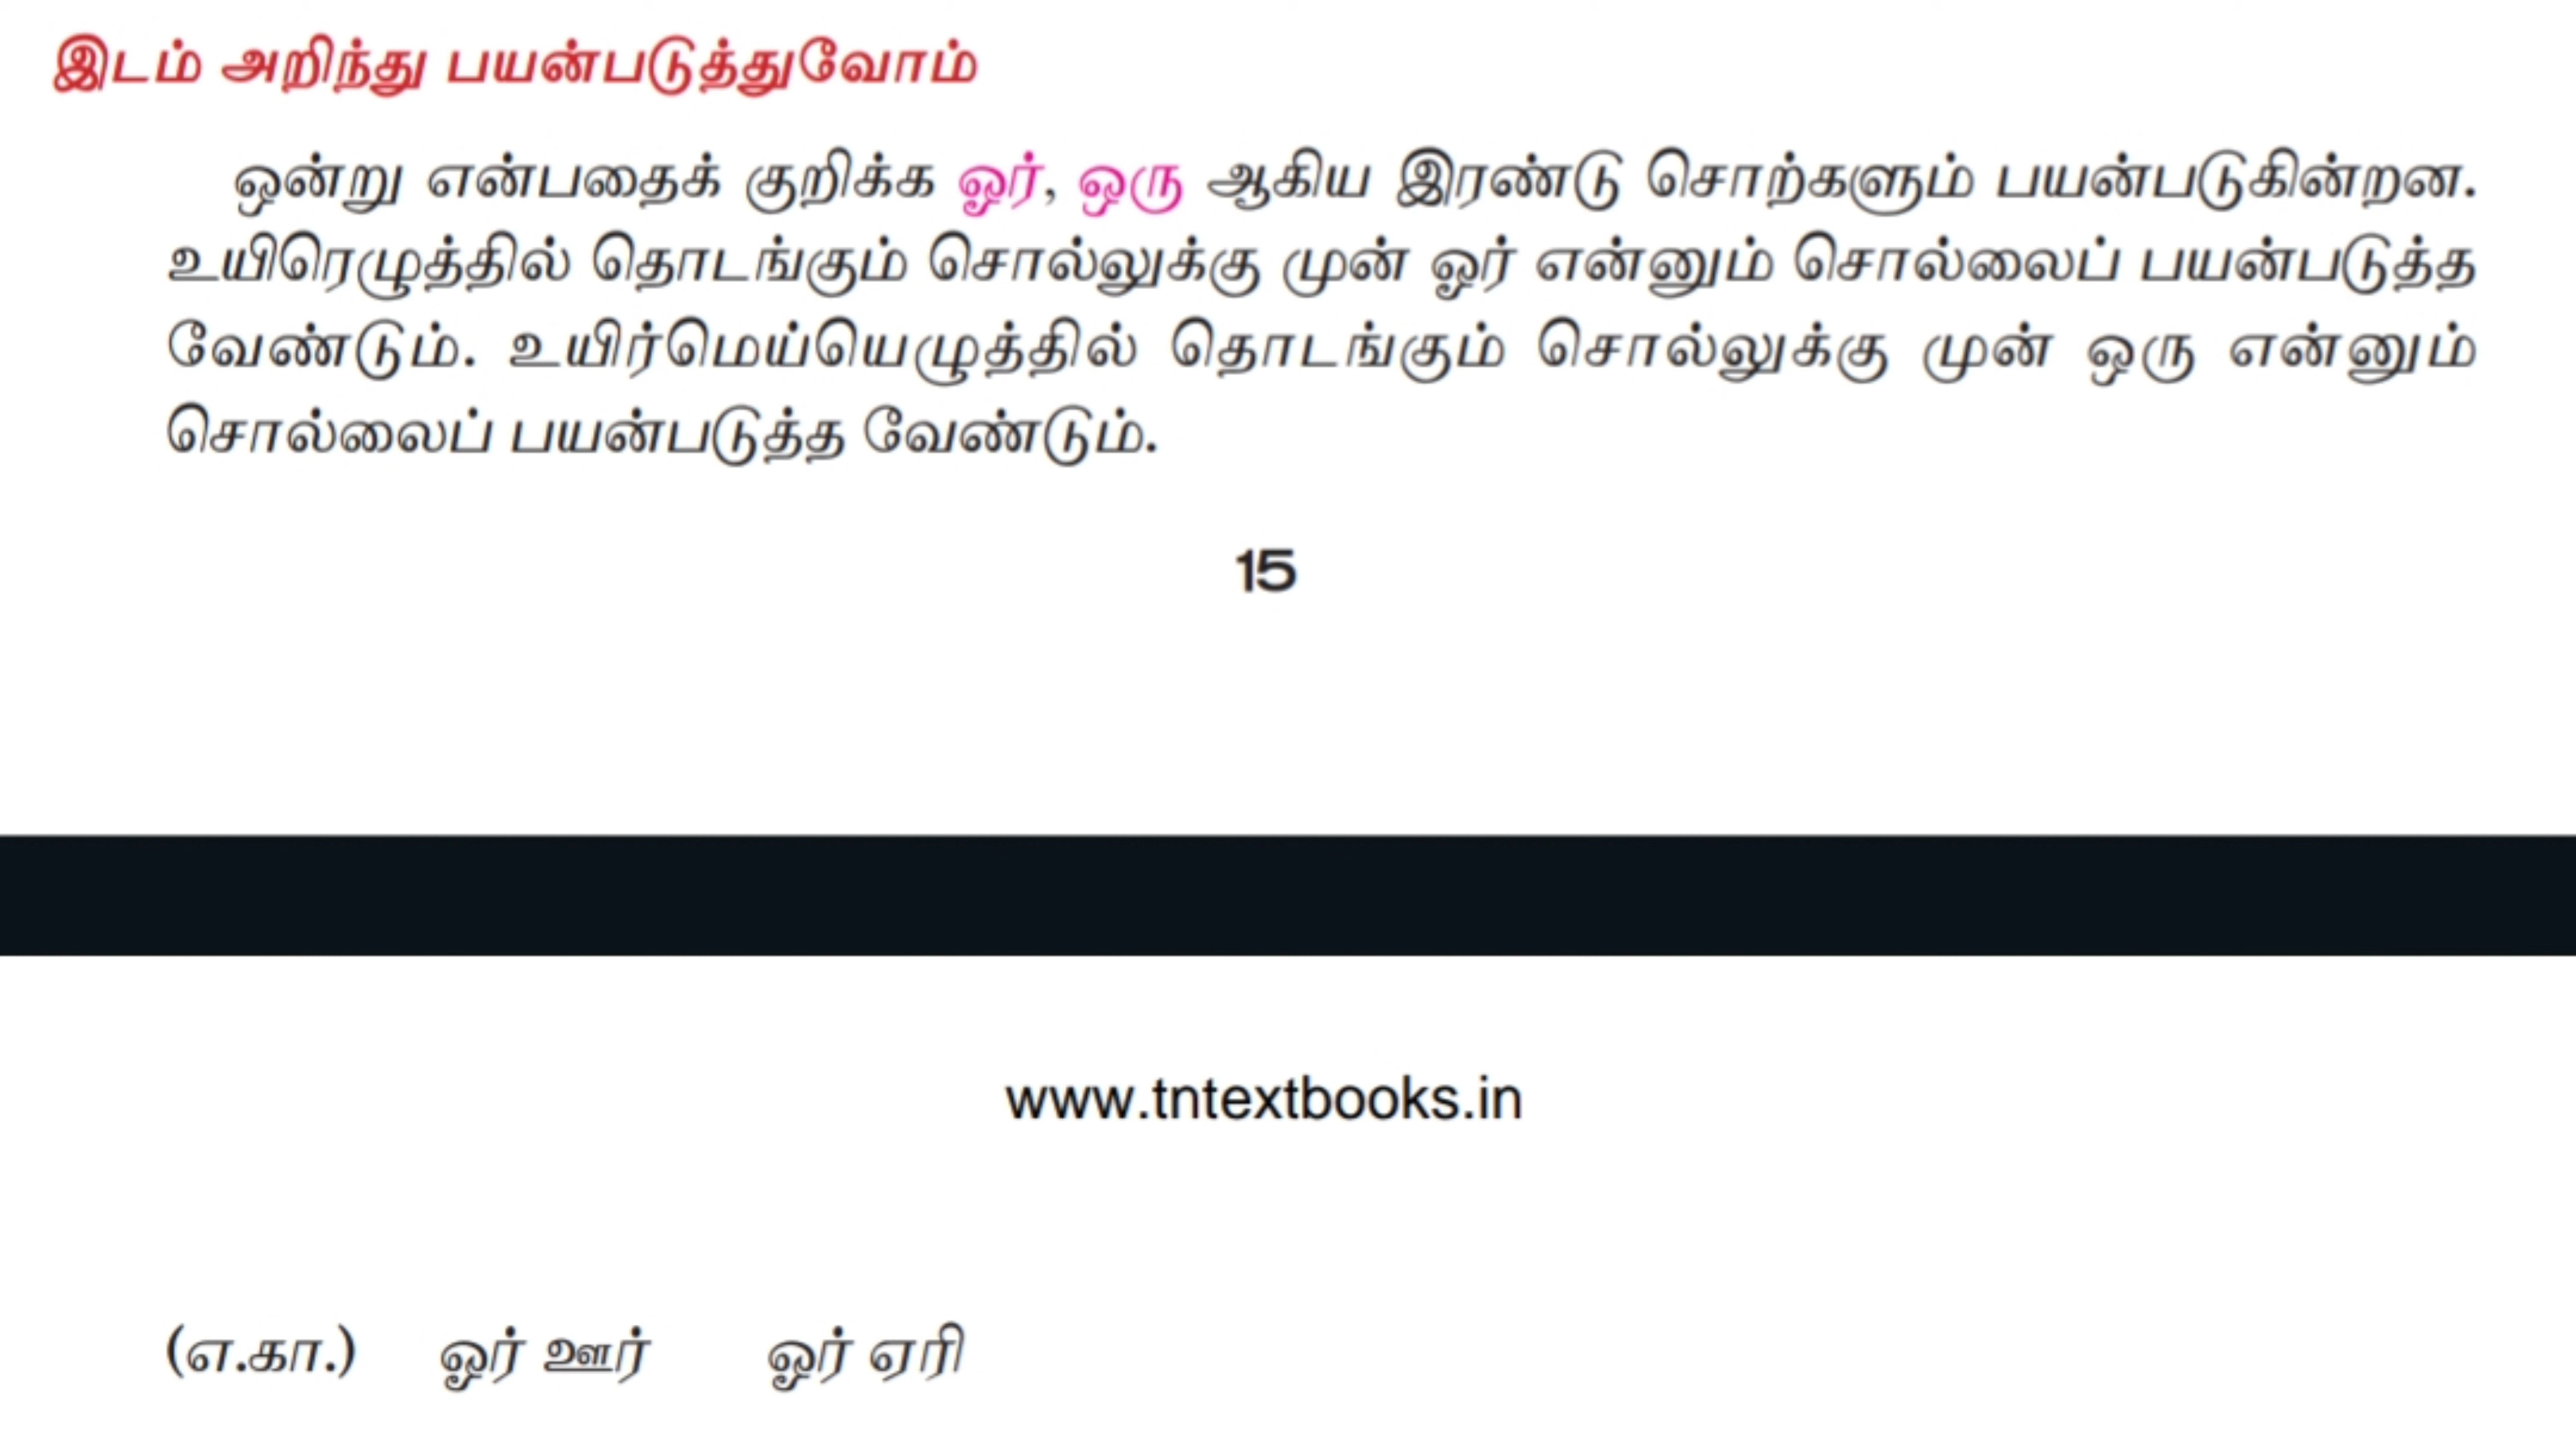 இடம் அறிந்து பயன்படுத்துவோம்
ஒன்று என்பதைக் குறிக்க ஓர், ஒரு ஆகிய இரண்டு சொற்களும் பயன்படுகின்றன.
உயிரெழுத்தில் தொடங்கும் சொல்லுக்கு முன் ஓர் என்னும் சொல்லைப் பயன்படுத்த
வேண்டும். உயிர்மெய்யெழுத்தில் தொடங்கும் சொல்லுக்கு முன் ஒரு என்னும்
சொல்லைப் பயன்படுத்த வேண்டும்.
15
www.tntextbooks.in
(எ.கா.) ஓர் ஊர் ஓர் ஏரி